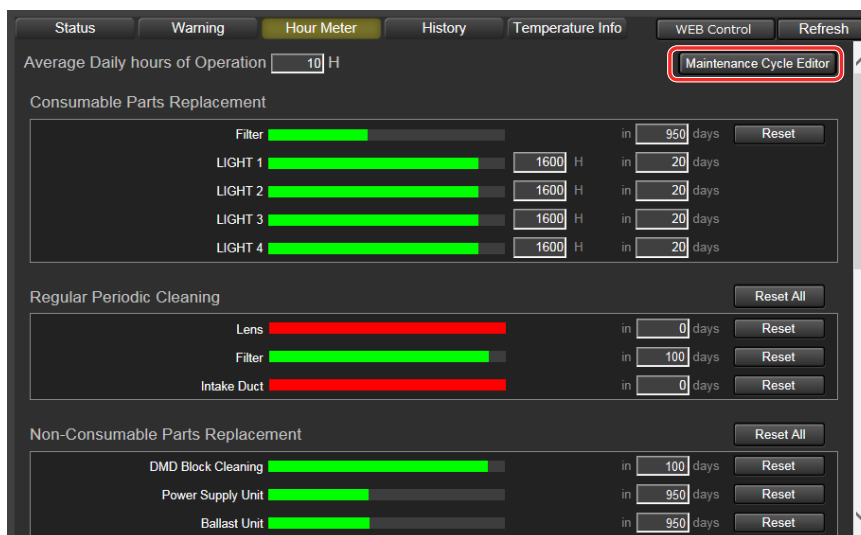 Status Warning Hour Meter History Temperature Info WEB Control Refresh
Average Daily hours of Operation 10 H Maintenance Cycle Editor
Consumable Parts Replacement
Filter in 950 days Reset
LIGHT 1 1600 H in 20 days
LIGHT 2 1600 H in 20 days
LIGHT 3 1600 H in 20 days
LIGHT 4 1600 H in 20 days
Regular Periodic Cleaning Reset All
Lens in 0 days Reset
Filter in 100 days Reset
Intake Duct in 0 days Reset
Non-Consumable Parts Replacement Reset All
DMD Block Cleaning in 100 days Reset
Power Supply Unit in 950 days Reset
Ballast Unit in 950 days Reset